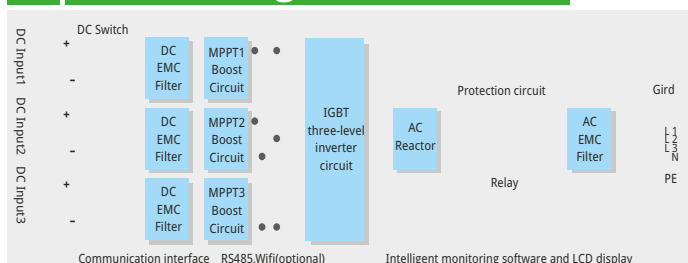 DC Switch
DC Input1
+
-
DC
EMC
Filter
MPPT1
Boost
Circuit
DC Input2
+
-
DC
EMC
Filter
MPPT2
Boost
Circuit
DC Input3
+
-
DC
EMC
Filter
MPPT3
Boost
Circuit
IGBT
three-level
inverter
circuit
AC
Reactor
Protection circuit
Relay
AC
EMC
Filter
Gird
L1
L2
L3
N
PE
Communication interface RS485,Wifi(optional)
Intelligent monitoring software and LCD display